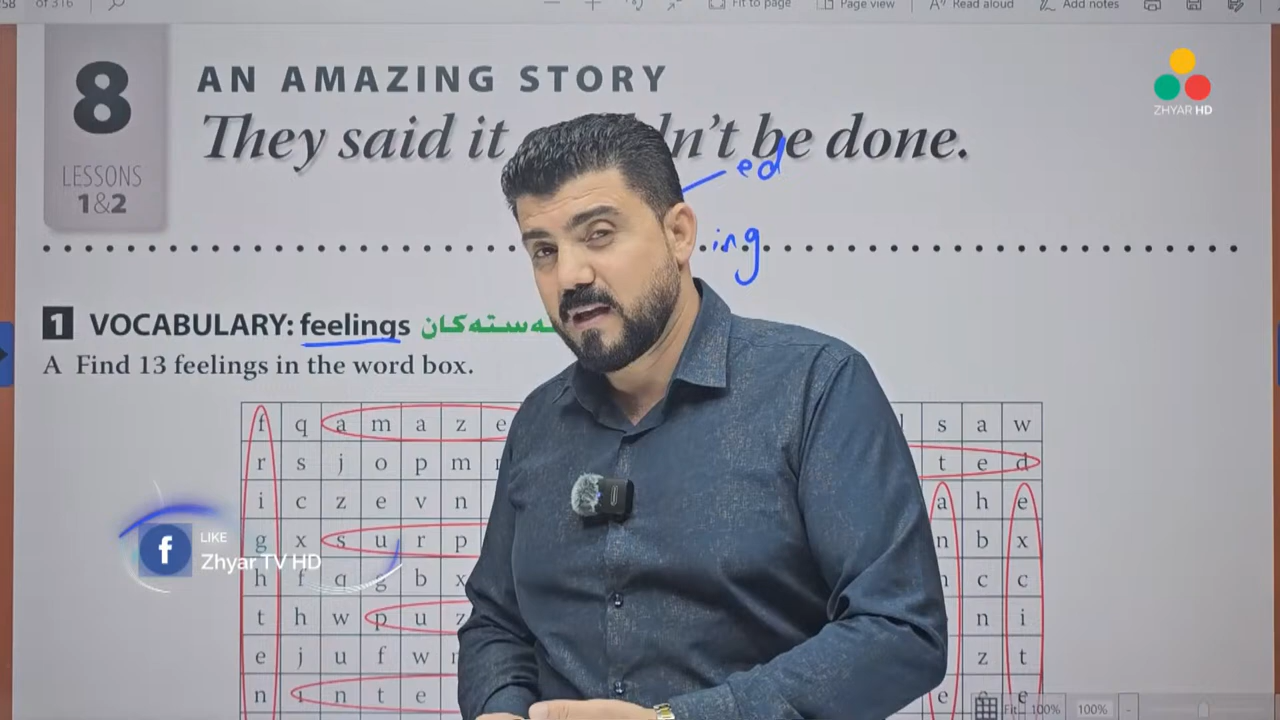 58 of 316 Fit to page Page view Read aloud Add notes
8
LESSONS
1&2
AN AMAZING STORY
They said it be done.
ZHYAR HD
ed
ing
1 VOCABULARY: feelings
A Find 13 feelings in the word box.
f q a m a z e s a w
r s j o p m t e d
i c z e v n a h e
g x s u r p n b x
h f g g b x c c
t h w p u z n i
e j u f w z t
n i n t e e e
LIKE
Zhyar TV HD
Fit 100% 100%